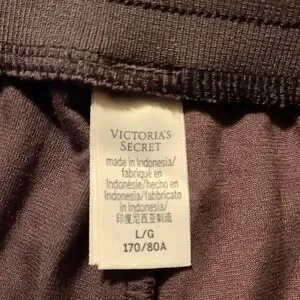 VICTORIA'S
SECRET
made in Indonesia/
fabriqué en
Indonésie/hecho en
Indonesia/fabbricato
in Indonesia/
印度尼西亚制造
L/G
170/80A